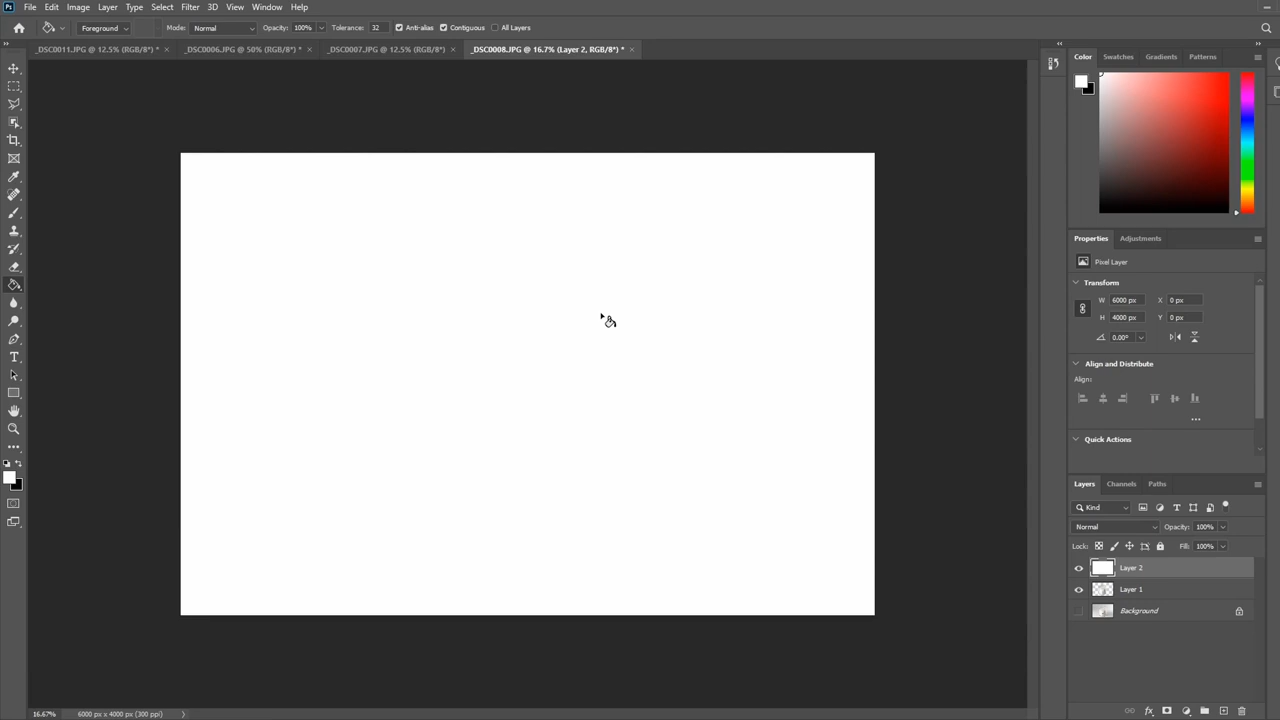 Ps File Edit Image Layer Type Select Filter 3D View Window Help
Foreground Mode: Normal Opacity: 100% Tolerance: 32 Anti-alias Contiguous All Layers
_DSC0011.JPG @ 12.5% (RGB/8*) * × _DSC0006.JPG @ 50% (RGB/8*) * × _DSC0007.JPG @ 12.5% (RGB/8*) × _DSC0008.JPG @ 16.7% (Layer 2, RGB/8*) * ×
Color Swatches Gradients Patterns
Properties Adjustments
Pixel Layer
Transform
W 6000 px X 0 px
H 4000 px Y 0 px
0.00°
Align and Distribute
Align:
Quick Actions
Layers Channels Paths
Kind
Normal Opacity: 100%
Lock: Fill: 100%
Layer 2
Layer 1
Background
16.67% 6000 px x 4000 px (300 ppi)